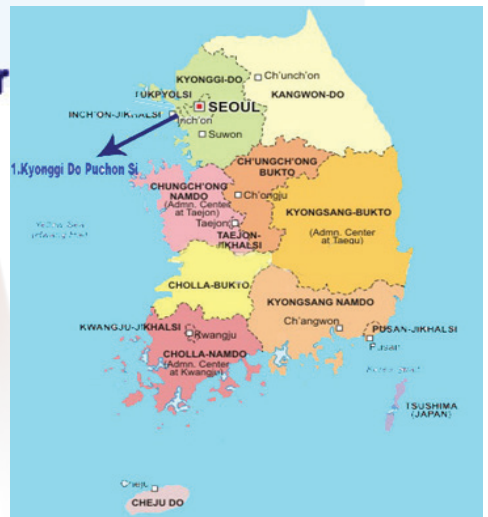 r
KYONGGI-DO
Ch'unch'on
TUKPYOLSI
SEOUL
KANGWON-DO
INCH'ON-JIKHALSI
Inch'on
Suwon
1.Kyonggi Do Puchon Si
CH'UNGCH'ONG
BUKTO
CHUNGCH'ONG
NAMDO
(Admn. Center
at Taejon)
Ch'ongju
KYONGSANG-BUKTO
(Admn. Center
at Taequ)
Taejon
TAEJON-
JIKHALSI
CHOLLA-BUKTO
KYONGSANG NAMDO
Ch'angwon
KWANGJU-JIKHALSI
Kwangju
PUSAN-JIKHALSI
Pusan
CHOLLA-NAMDO
(Admn. Center
at Kwangju)
TSUSHIMA
(JAPAN)
Cheju
CHEJU DO